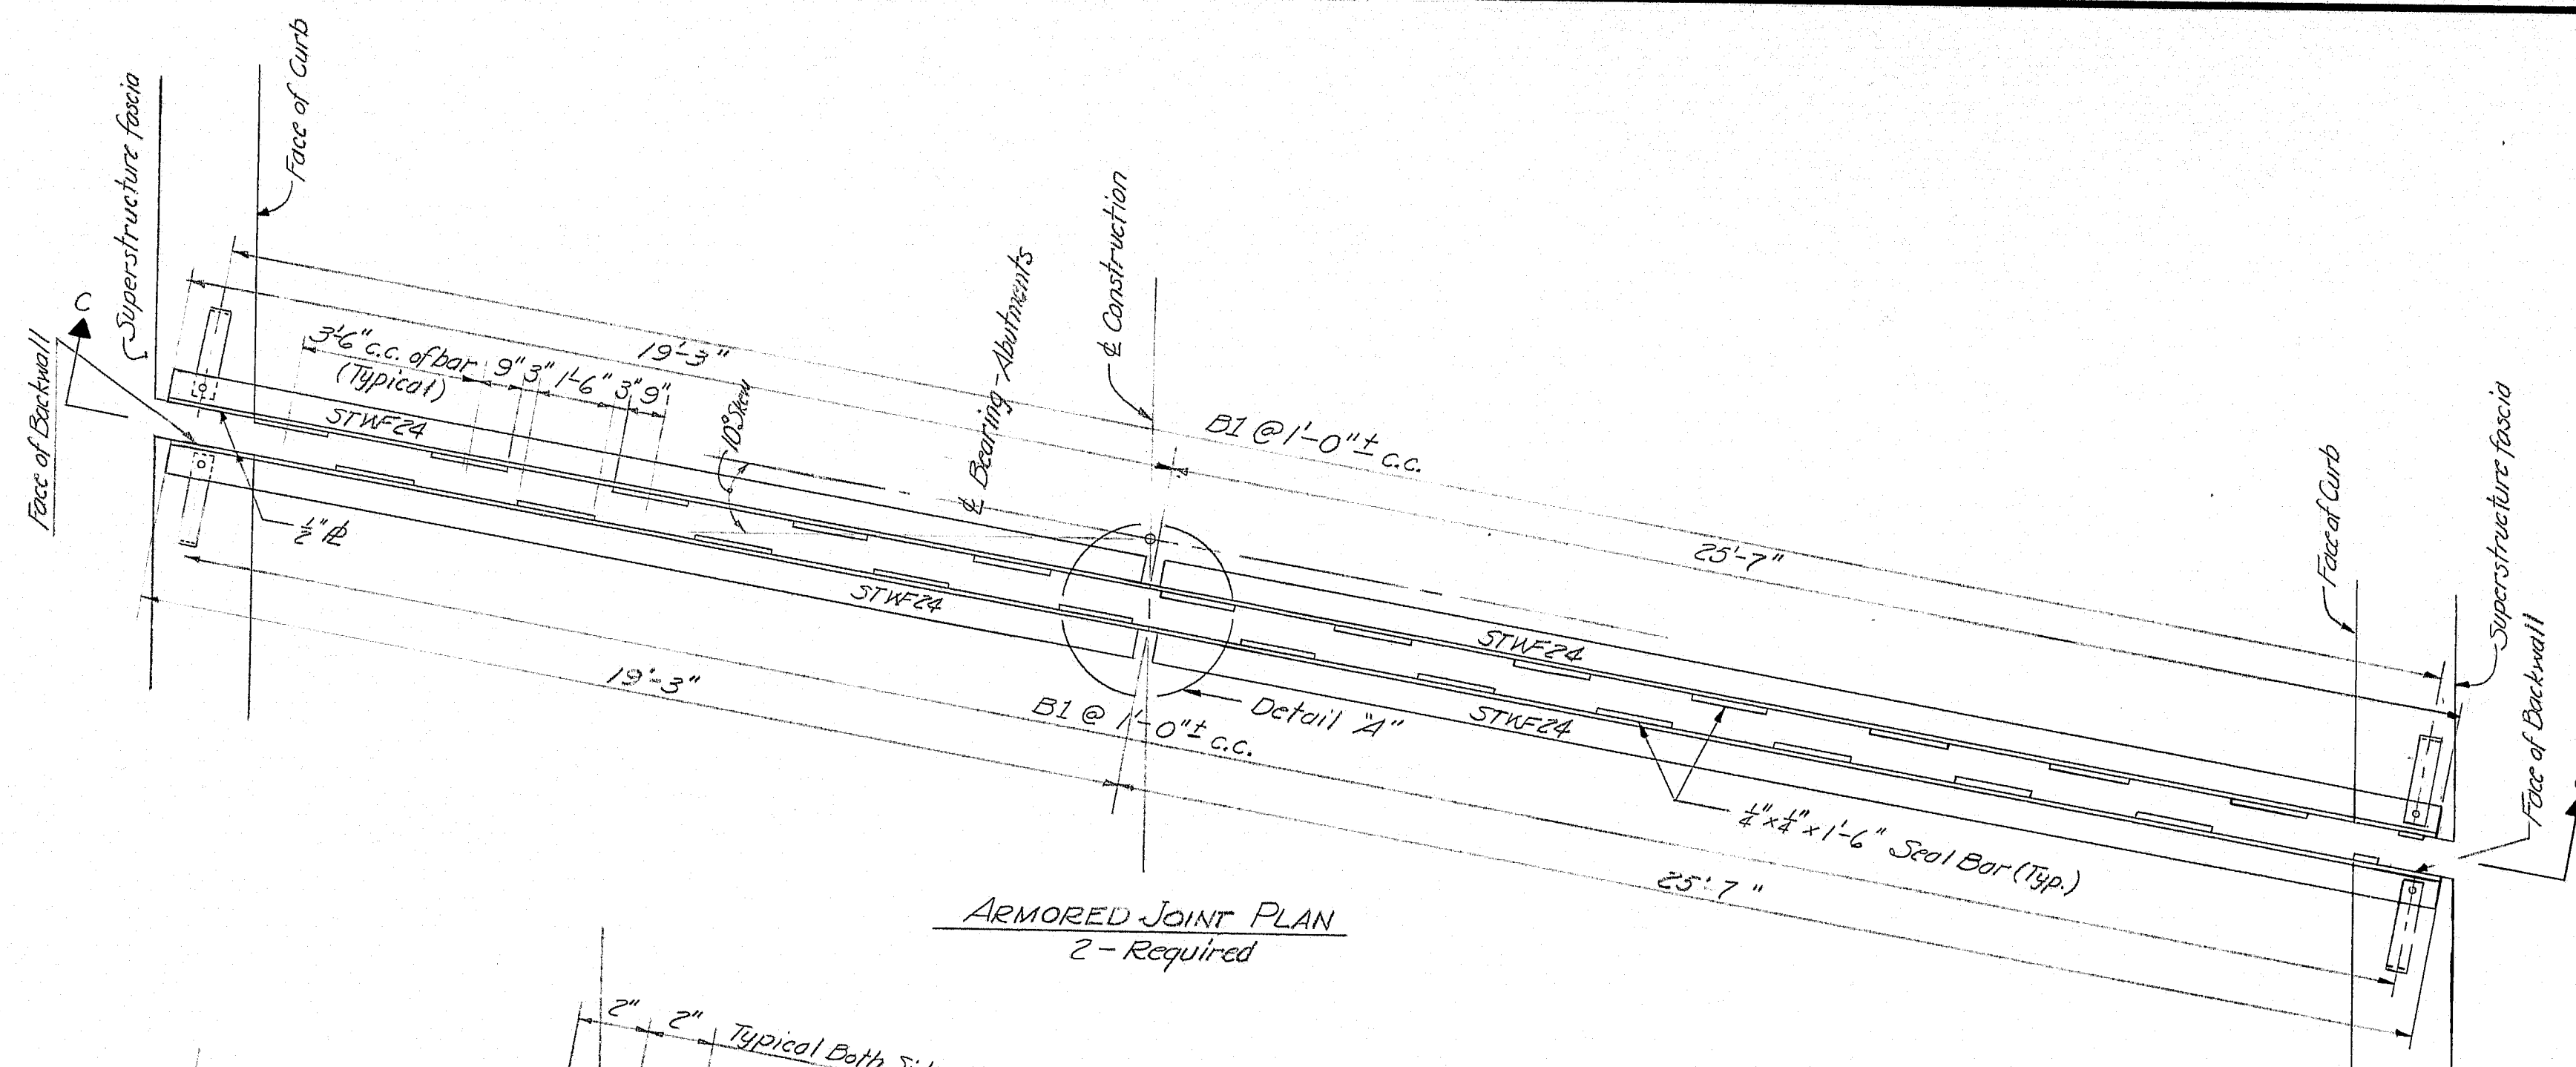 Face of Backwall
C
Superstructure fascia
Face of Curb
19'-3"
3'-6" c.c. of bar
(Typical)
9" 3" 1'-6" 3" 9"
STWF24
10° Skew
℄ Bearing-Abutments
℄ Construction
B1 @ 1'-0" ± c.c.
25'-7"
Face of Curb
Superstructure fascia
Face of Backwall
½" ℄
STWF24
STWF24
STWF24
19'-3"
B1 @ 1'-0" ± c.c.
Detail "A"
¼" x ¼" x 1'-6" Seal Bar (Typ.)
25'-7"
ARMORED JOINT PLAN
2 - Required
2" 2" Typical Both